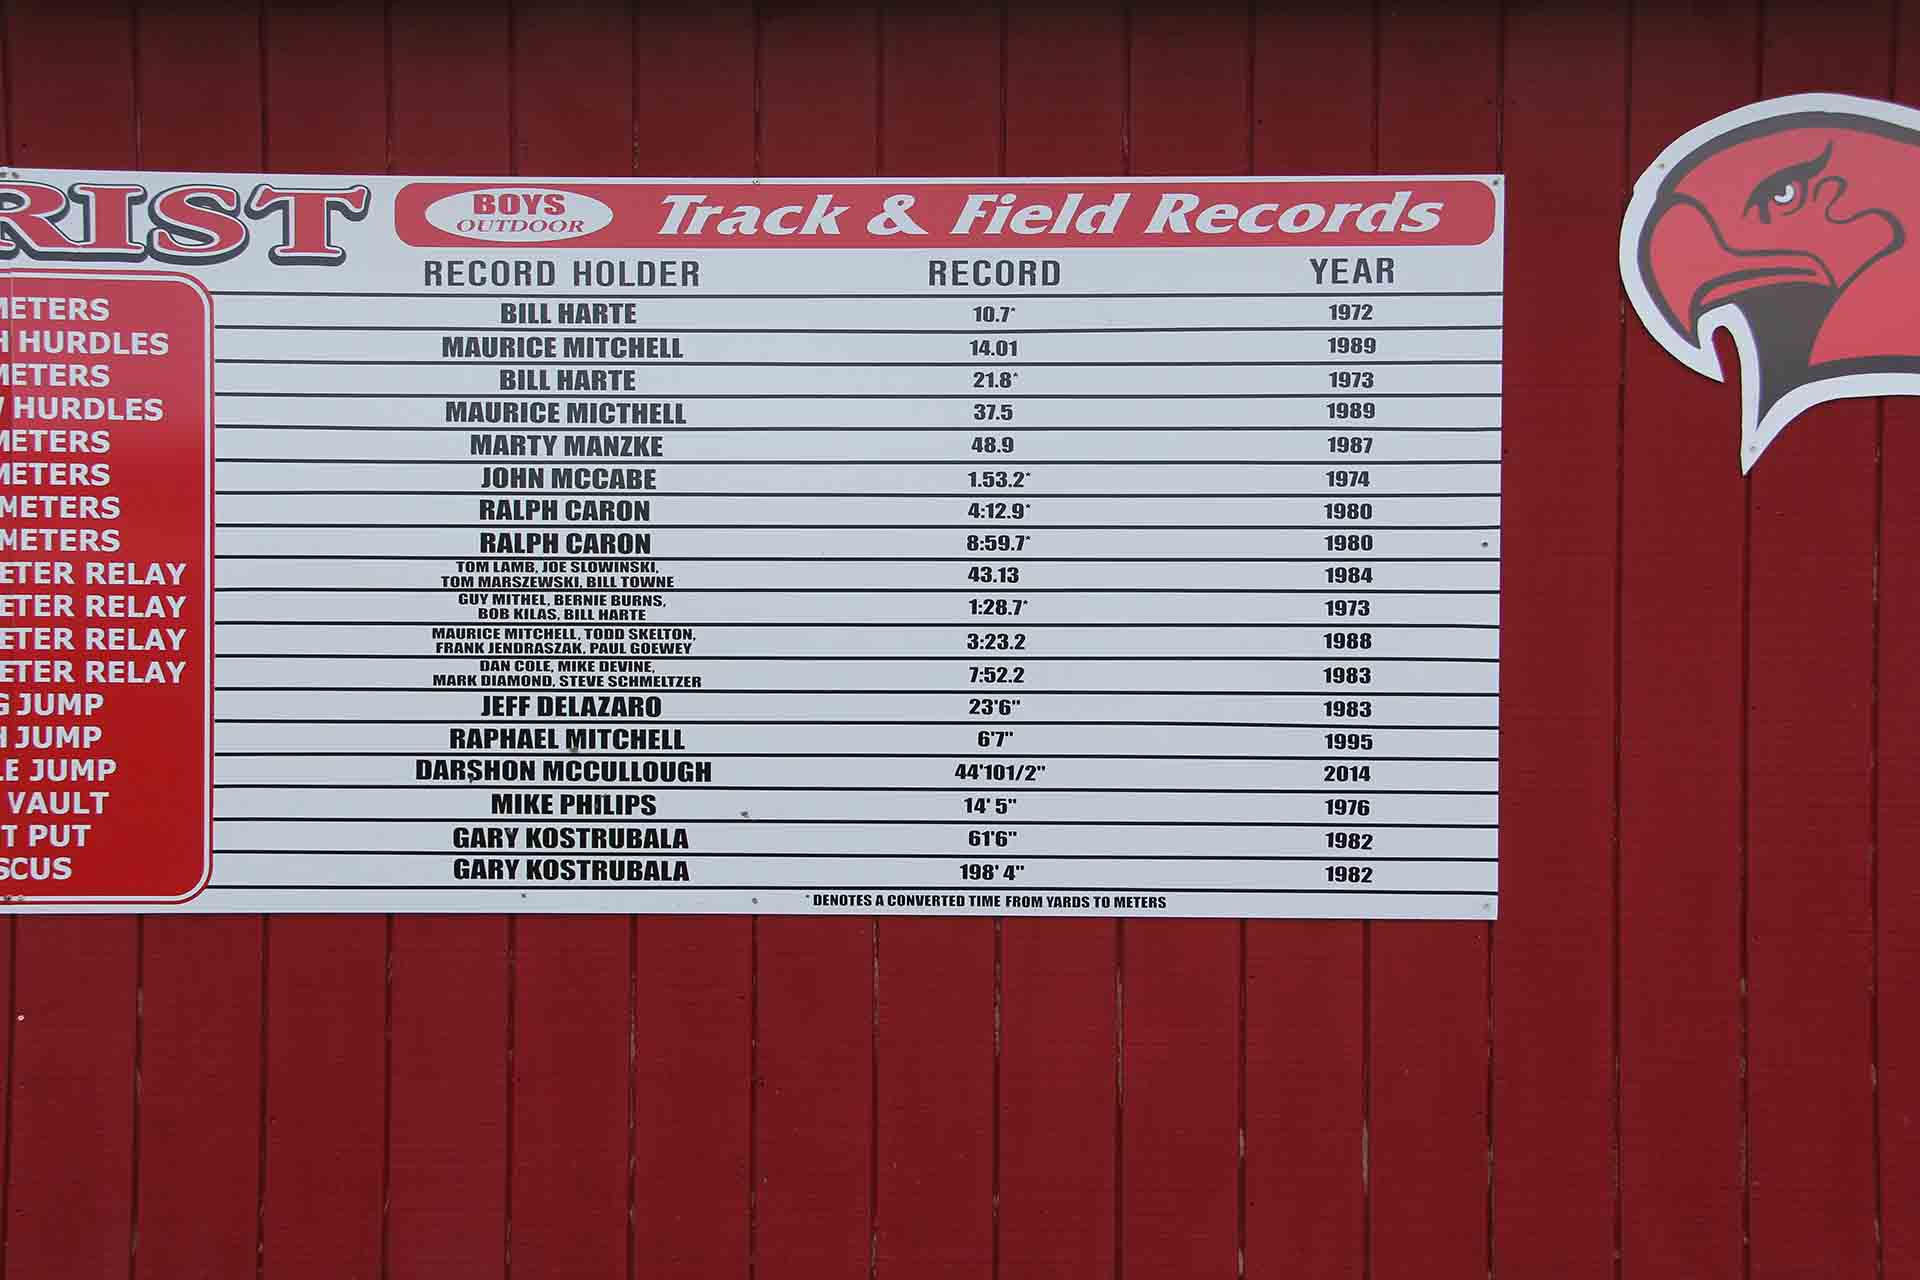 RIST BOYS OUTDOOR Track & Field Records
RECORD HOLDER RECORD YEAR
METERS BILL HARTE 10.7* 1972
H HURDLES MAURICE MITCHELL 14.01 1989
METERS BILL HARTE 21.8* 1973
HURDLES MAURICE MICTHELL 37.5 1989
METERS MARTY MANZKE 48.9 1987
METERS JOHN MCCABE 1.53.2* 1974
METERS RALPH CARON 4:12.9* 1980
METERS RALPH CARON 8:59.7* 1980
ETER RELAY TOM LAMB, JOE SLOWINSKI, 43.13 1984
TOM MARSZEWSKI, BILL TOWNE
ETER RELAY GUY MITHEL, BERNIE BURNS, 1:28.7* 1973
BOB KILAS, BILL HARTE
ETER RELAY MAURICE MITCHELL, TODD SKELTON, 3:23.2 1988
FRANK JENDRASZAK, PAUL GOEWEY
ETER RELAY DAN COLE, MIKE DEVINE, 7:52.2 1983
MARK DIAMOND, STEVE SCHMELTZER
G JUMP JEFF DELAZARO 23'6" 1983
H JUMP RAPHAEL MITCHELL 6'7" 1995
LE JUMP DARSHON MCCULLOUGH 44'101/2" 2014
VAULT MIKE PHILIPS 14' 5" 1976
T PUT GARY KOSTRUBALA 61'6" 1982
SCUS GARY KOSTRUBALA 198' 4" 1982
* DENOTES A CONVERTED TIME FROM YARDS TO METERS